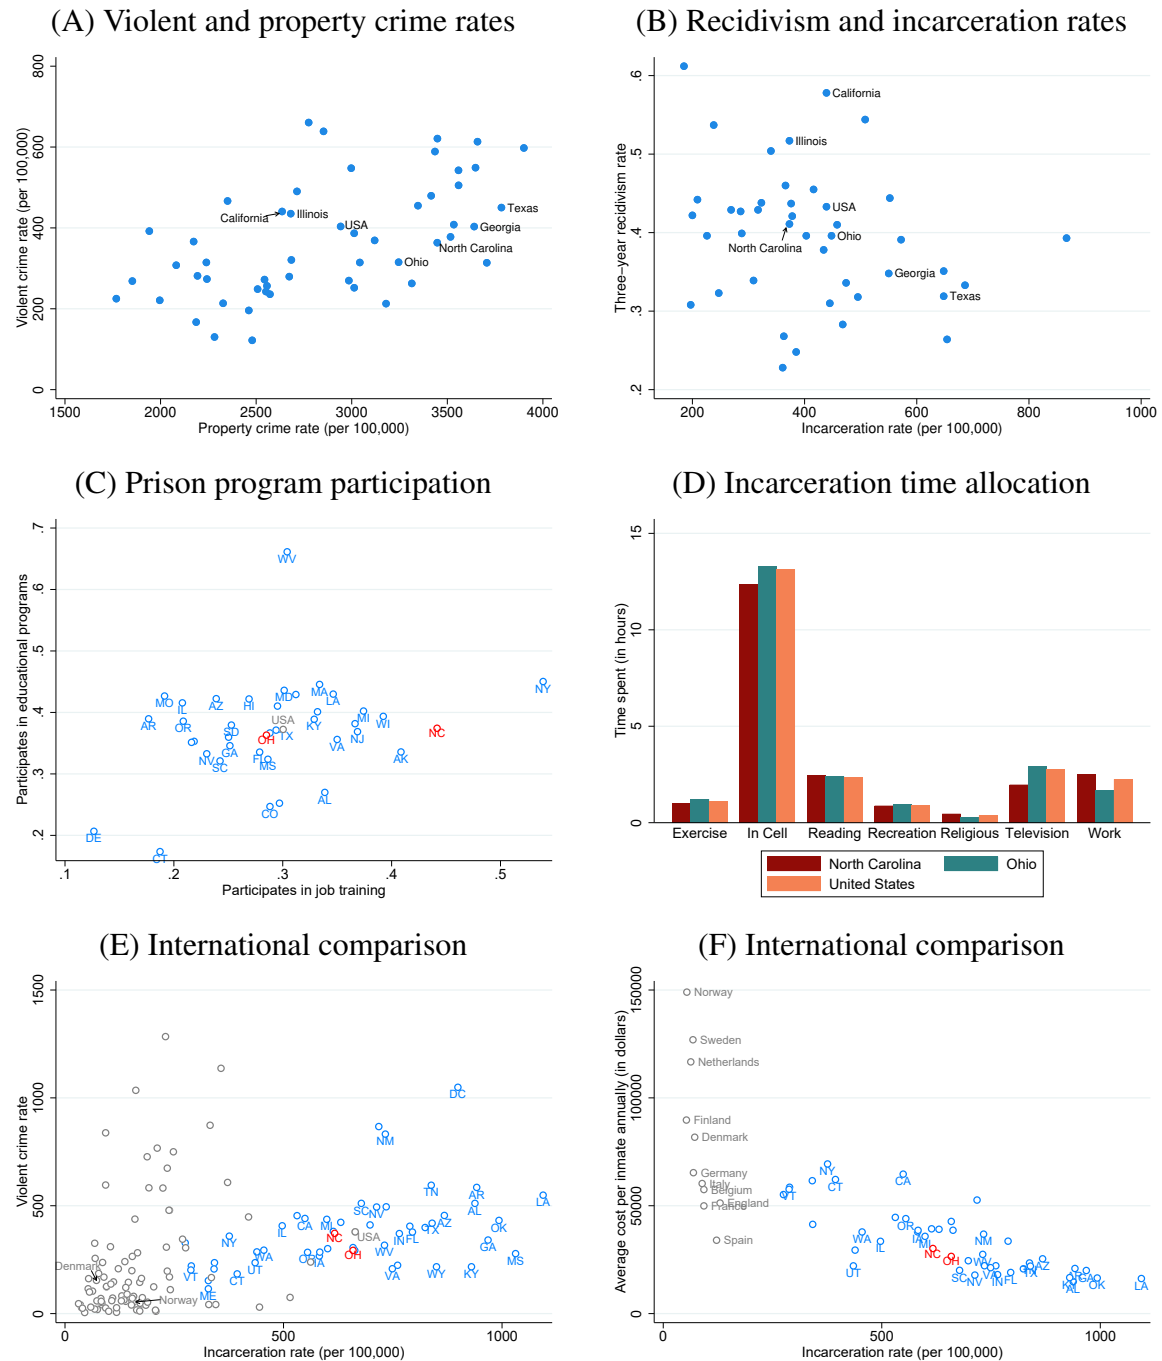 (A) Violent and property crime rates
(B) Recidivism and incarceration rates
Violent crime rate (per 100,000)
800
600
400
200
0
California
Illinois
USA
Texas
Georgia
North Carolina
Ohio
1500 2000 2500 3000 3500 4000
Property crime rate (per 100,000)
Three−year recidivism rate
.6
.5
.4
.3
.2
California
Illinois
USA
North Carolina
Ohio
Georgia
Texas
200 400 600 800 1000
Incarceration rate (per 100,000)
(C) Prison program participation
(D) Incarceration time allocation
Participates in educational programs
.7
.6
.5
.4
.3
.2
WV
NY
MO
IL
AZ
HI
MD
MA
LA
AR
OR
SD
USA
KY
MI
WI
OH
TX
NJ
NC
GA
VA
NV
SC
FL
MS
AK
CO
AL
DE
CT
.1 .2 .3 .4 .5
Participates in job training
Time spent (in hours)
15
10
5
0
Exercise In Cell Reading Recreation Religious Television Work
North Carolina Ohio
United States
(E) International comparison
(F) International comparison
Violent crime rate
1500
1000
500
0
DC
NM
TN
AR
LA
SC
NV
AL
IL
CA
AZ
OK
NC
USA
IN
FL
TX
NY
GA
WA
OH
WV
MS
UT
IA
VT
CT
VA
WY
KY
ME
Denmark
Norway
0 500 1000
Incarceration rate (per 100,000)
Average cost per inmate annually (in dollars)
150000
100000
50000
0
Norway
Sweden
Netherlands
Finland
Denmark
Germany
Italy
Belgium
England
France
Spain
NY
CT
VT
CA
OR
WA
IL
IA
MI
NM
NC
OH
UT
SC
WV
NV
VA
IN
FL
TX
AZ
KY
AL
GA
OK
LA
0 500 1000
Incarceration rate (per 100,000)